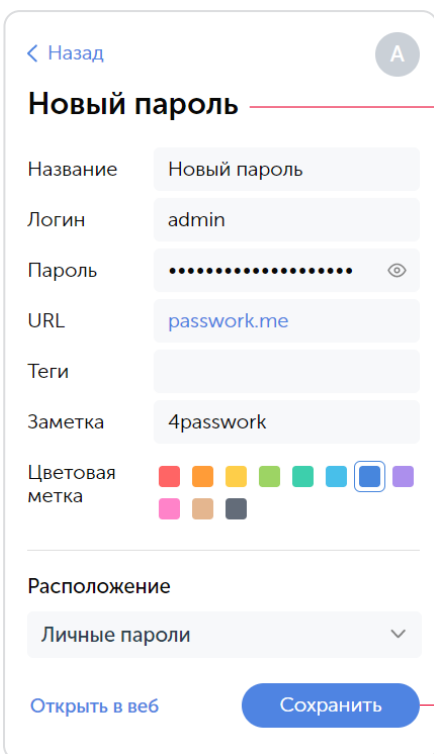 Назад
A
Новый пароль
Название Новый пароль
Логин admin
Пароль ••••••••••••••••••••
URL passwork.me
Теги
Заметка 4passwork
Цветовая
метка
Расположение
Личные пароли
Открыть в веб Сохранить